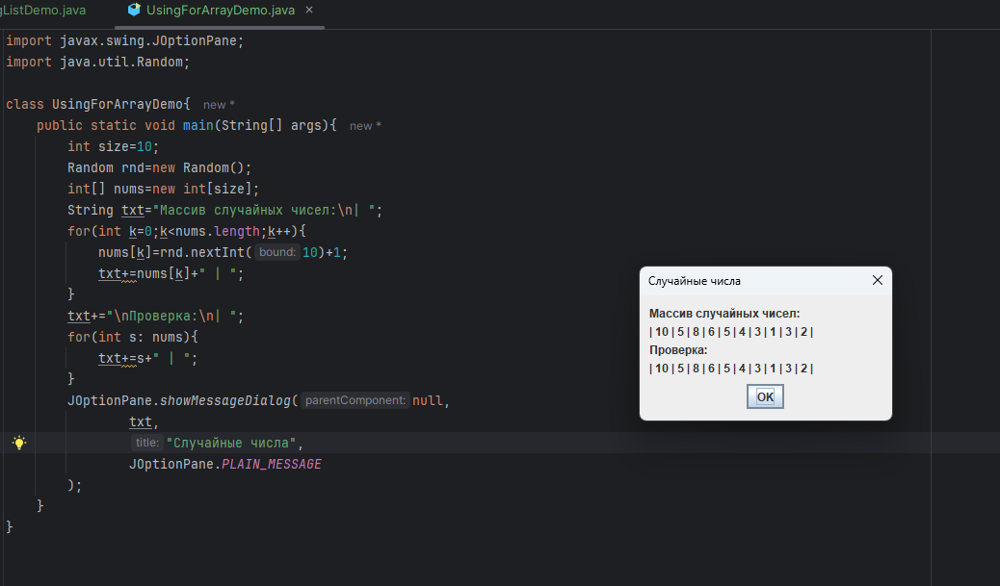 gListDemo.java
UsingForArrayDemo.java ×
import javax.swing.JOptionPane;
import java.util.Random;
class UsingForArrayDemo{ new *
public static void main(String[] args){ new *
int size=10;
Random rnd=new Random();
int[] nums=new int[size];
String txt="Массив случайных чисел:\n| ";
for(int k=0;k<nums.length;k++){
nums[k]=rnd.nextInt( bound: 10)+1;
txt+=nums[k]+" | ";
}
txt+="\nПроверка:\n| ";
for(int s: nums){
txt+=s+" | ";
}
JOptionPane.showMessageDialog( parentComponent: null,
txt,
title: "Случайные числа",
JOptionPane.PLAIN_MESSAGE
);
}
}
Случайные числа
Массив случайных чисел:
| 10 | 5 | 8 | 6 | 5 | 4 | 3 | 1 | 3 | 2 |
Проверка:
| 10 | 5 | 8 | 6 | 5 | 4 | 3 | 1 | 3 | 2 |
OK